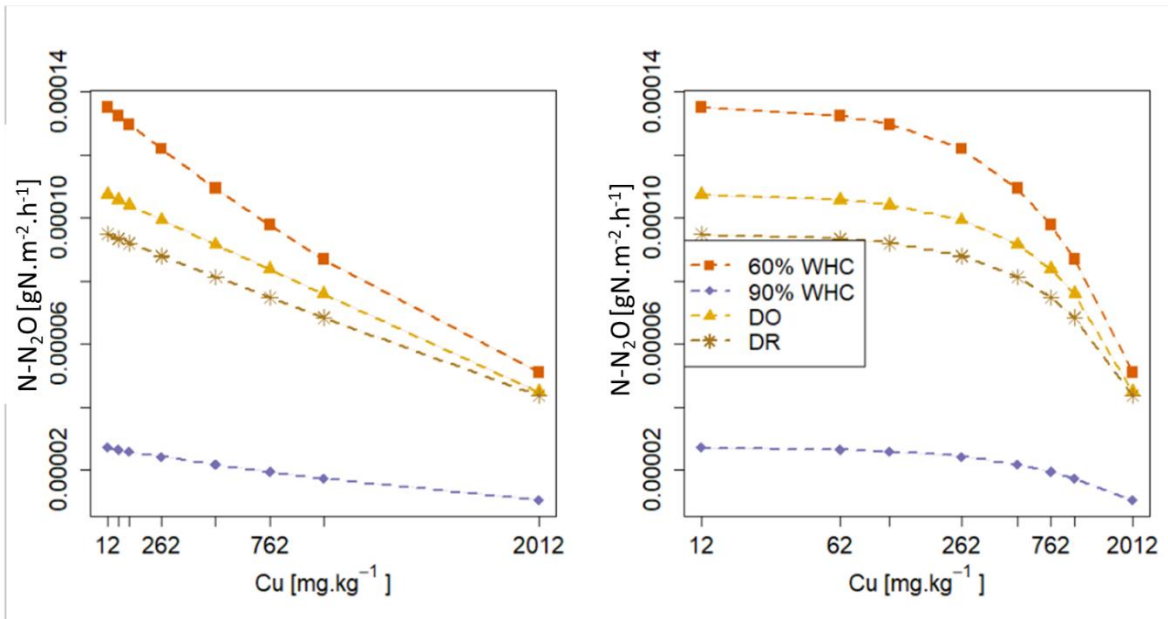 N-N₂O [gN.m⁻².h⁻¹]
0.00014
0.00010
0.00006
0.00002
12 262 762 2012
Cu [mg.kg⁻¹]
N-N₂O [gN.m⁻².h⁻¹]
0.00014
0.00010
0.00006
0.00002
60% WHC
90% WHC
DO
DR
12 62 262 762 2012
Cu [mg.kg⁻¹]